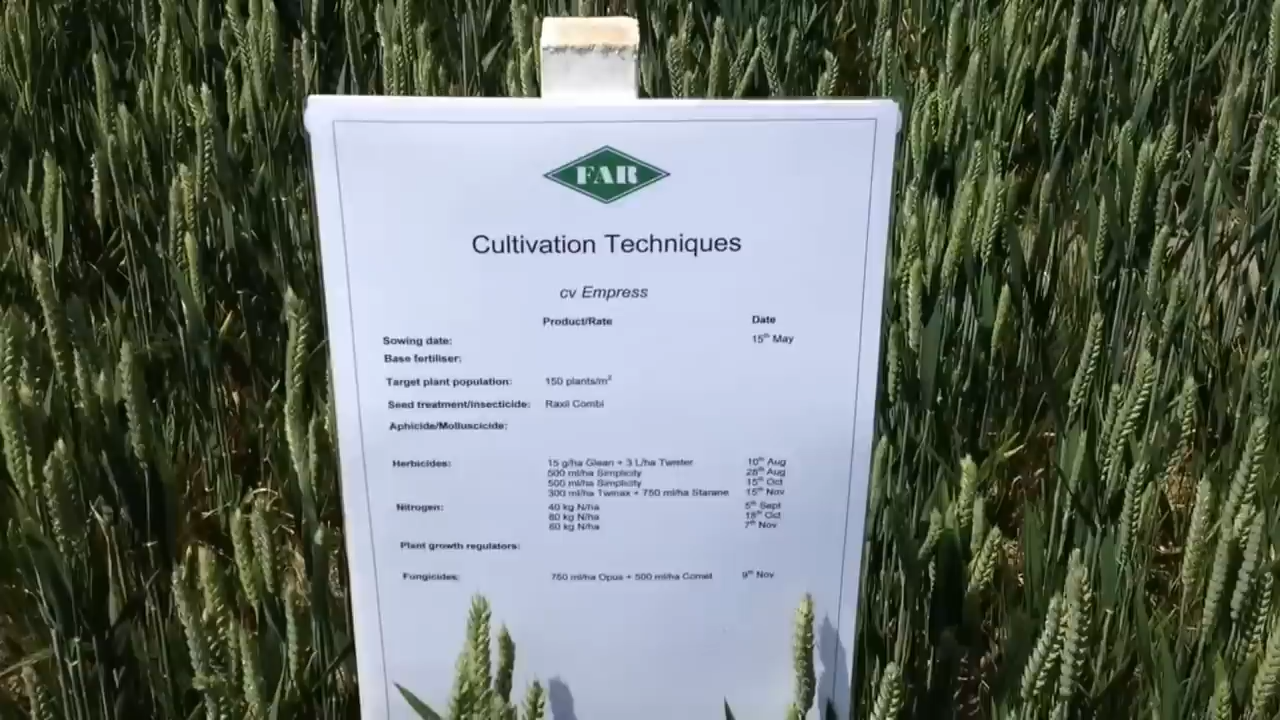 FAR
Cultivation Techniques
cv Empress
Product/Rate Date
Sowing date: 15th May
Base fertiliser:
Target plant population: 150 plants/m²
Seed treatment/insecticide: Raxil Combi
Aphicide/Molluscicide:
Herbicides: 15 g/ha Glean + 3 L/ha Twister 10th Aug
500 ml/ha Simplicity 28th Aug
500 ml/ha Simplicity 15th Oct
300 ml/ha Twinax + 750 ml/ha Starane 15th Nov
Nitrogen: 40 kg N/ha 5th Sept
80 kg N/ha 18th Oct
60 kg N/ha 7th Nov
Plant growth regulators:
Fungicides: 750 ml/ha Opus + 500 ml/ha Comet 9th Nov